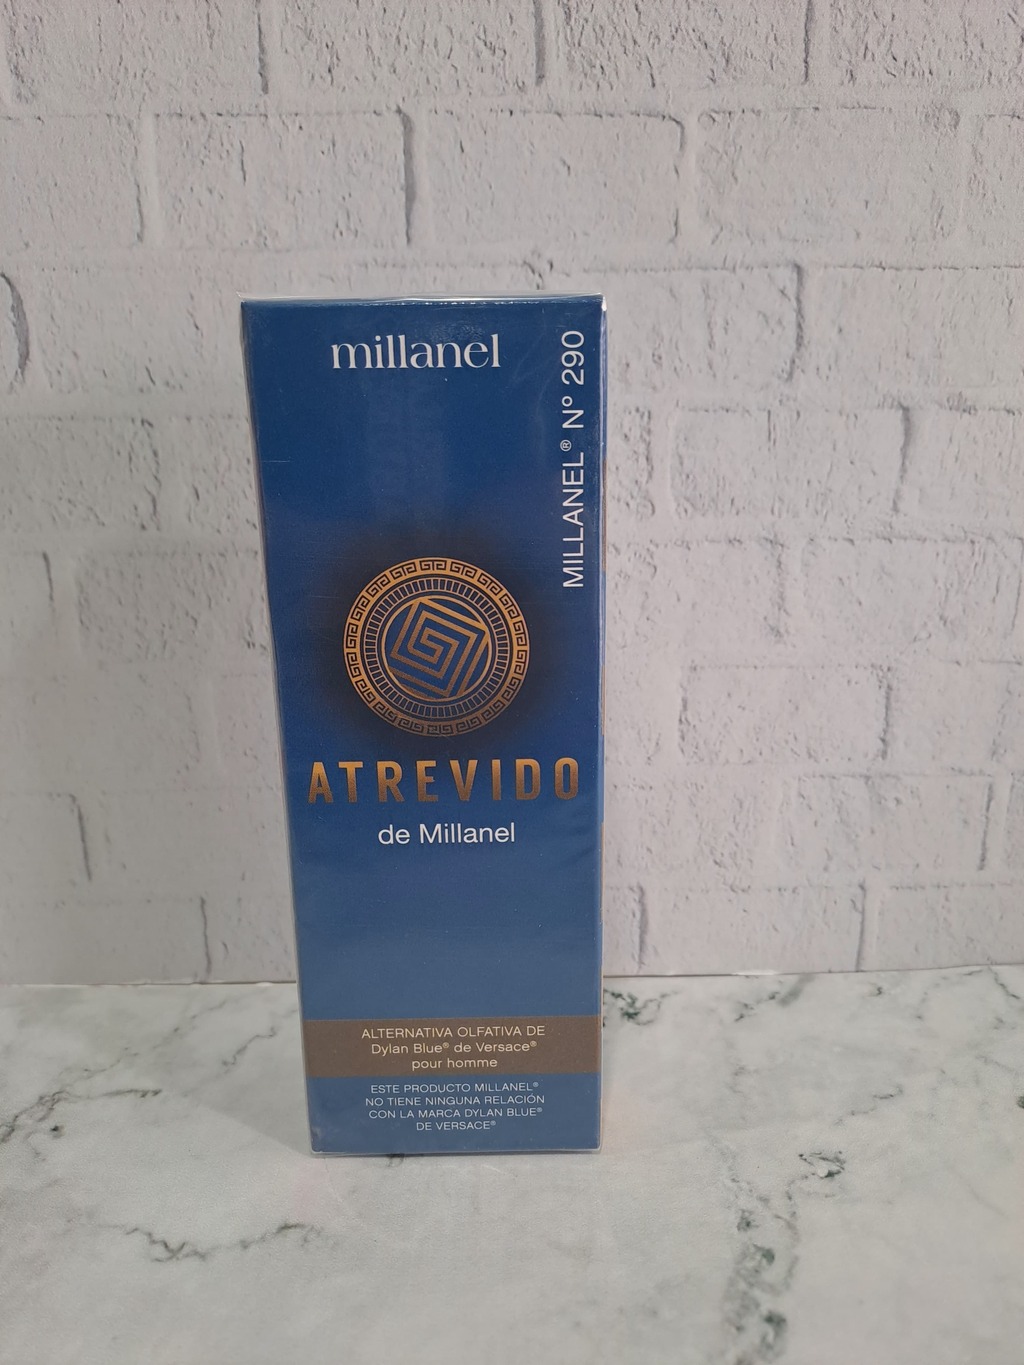 millanel
MILLANEL® N° 290
ATREVIDO
de Millanel
ALTERNATIVA OLFATIVA DE
Dylan Blue® de Versace®
pour homme
ESTE PRODUCTO MILLANEL®
NO TIENE NINGUNA RELACIÓN
CON LA MARCA DYLAN BLUE®
DE VERSACE®